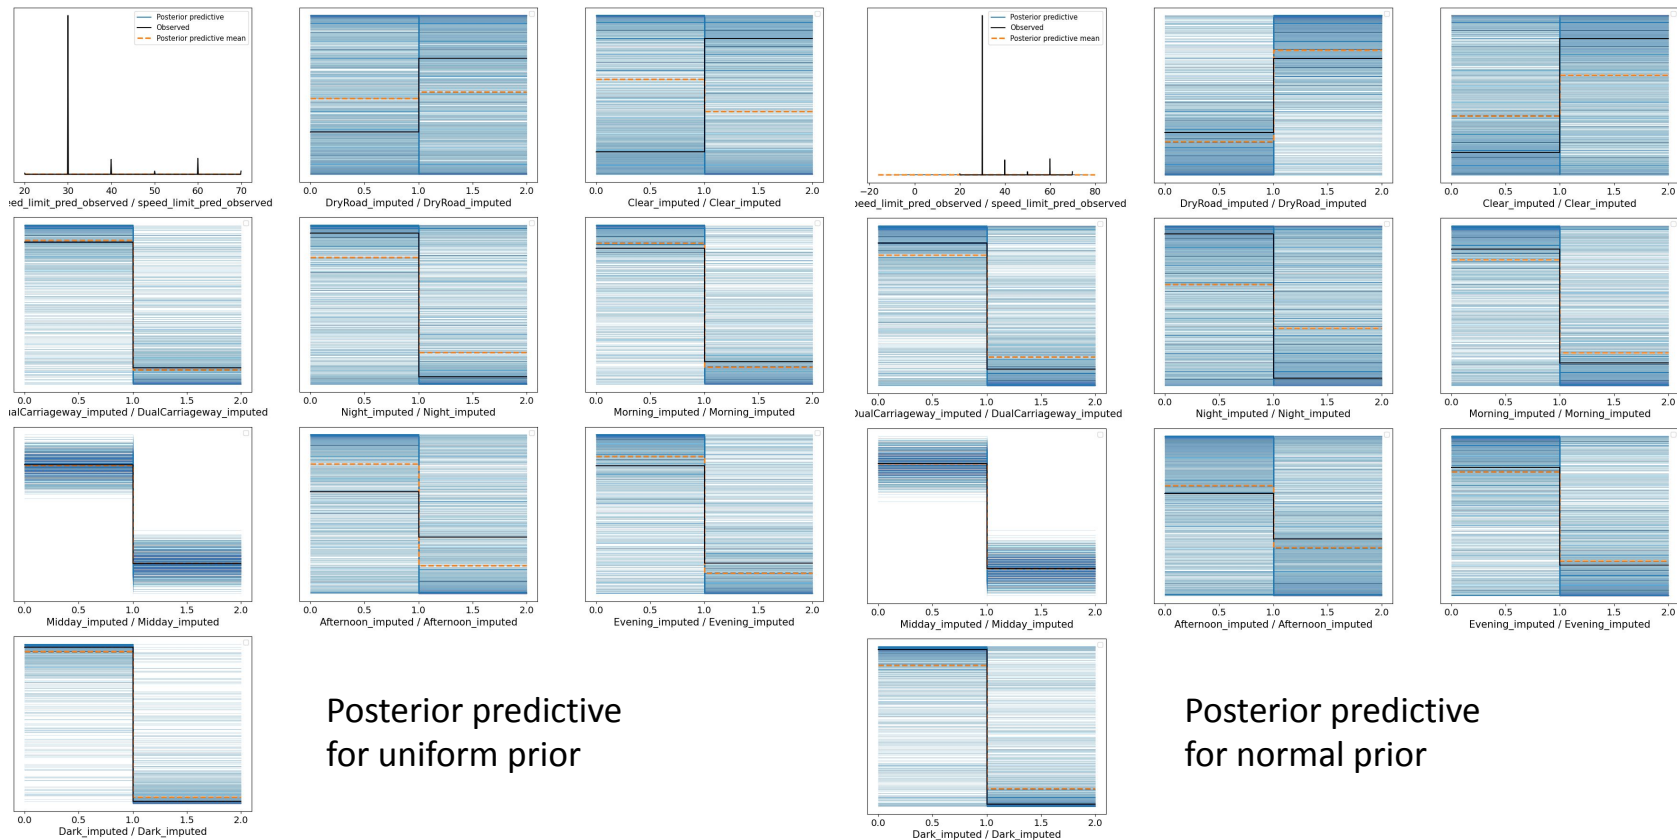 Posterior predictive
Observed
Posterior predictive mean
20 30 40 50 60 70
eed_limit_pred_observed / speed_limit_pred_observed
0.0 0.5 1.0 1.5 2.0
DryRoad_imputed / DryRoad_imputed
0.0 0.5 1.0 1.5 2.0
Clear_imputed / Clear_imputed
0.0 0.5 1.0 1.5 2.0
ualCarriageway_imputed / DualCarriageway_imputed
0.0 0.5 1.0 1.5 2.0
Night_imputed / Night_imputed
0.0 0.5 1.0 1.5 2.0
Morning_imputed / Morning_imputed
0.0 0.5 1.0 1.5 2.0
Midday_imputed / Midday_imputed
0.0 0.5 1.0 1.5 2.0
Afternoon_imputed / Afternoon_imputed
0.0 0.5 1.0 1.5 2.0
Evening_imputed / Evening_imputed
0.0 0.5 1.0 1.5 2.0
Dark_imputed / Dark_imputed
Posterior predictive
for uniform prior
Posterior predictive
Observed
Posterior predictive mean
−20 0 20 40 60 80
peed_limit_pred_observed / speed_limit_pred_observed
0.0 0.5 1.0 1.5 2.0
DryRoad_imputed / DryRoad_imputed
0.0 0.5 1.0 1.5 2.0
Clear_imputed / Clear_imputed
0.0 0.5 1.0 1.5 2.0
DualCarriageway_imputed / DualCarriageway_imputed
0.0 0.5 1.0 1.5 2.0
Night_imputed / Night_imputed
0.0 0.5 1.0 1.5 2.0
Morning_imputed / Morning_imputed
0.0 0.5 1.0 1.5 2.0
Midday_imputed / Midday_imputed
0.0 0.5 1.0 1.5 2.0
Afternoon_imputed / Afternoon_imputed
0.0 0.5 1.0 1.5 2.0
Evening_imputed / Evening_imputed
0.0 0.5 1.0 1.5 2.0
Dark_imputed / Dark_imputed
Posterior predictive
for normal prior